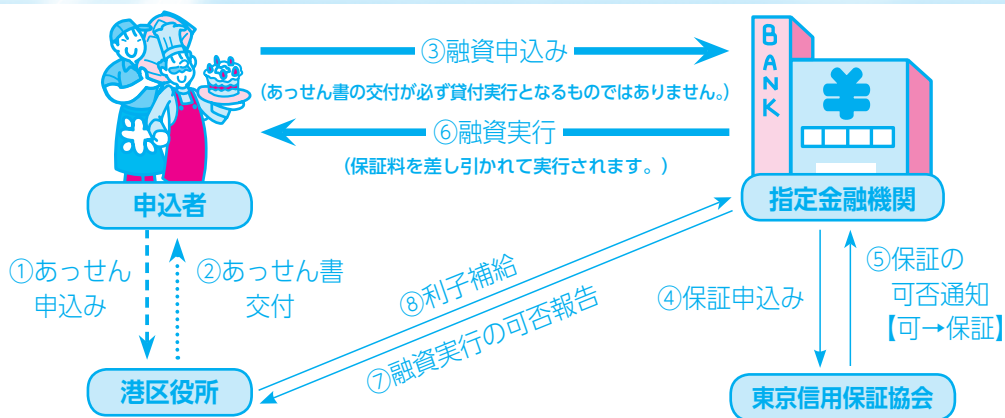 ③融資申込み
(あっせん書の交付が必ず貸付実行となるものではありません。)
⑥融資実行
(保証料を差し引かれて実行されます。)
BANK
¥
申込者
指定金融機関
①あっせん
申込み
②あっせん書
交付
⑧利子補給
⑦融資実行の可否報告
④保証申込み
⑤保証の
可否通知
【可→保証】
港区役所
東京信用保証協会